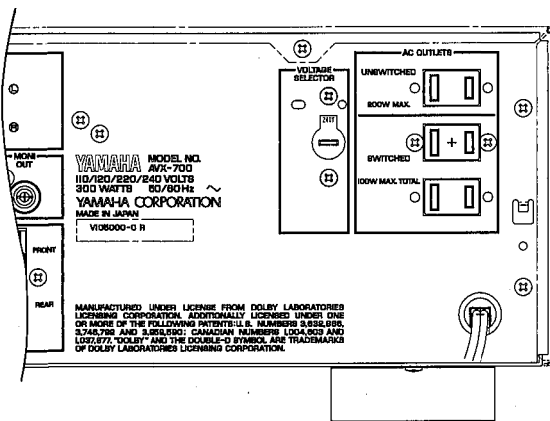 L
R
MONI
OUT
FRONT
REAR
YAMAHA MODEL NO.
AVX-700
110/120/220/240 VOLTS
300 WATTS 50/60Hz ~
YAMAHA CORPORATION
MADE IN JAPAN
V105000-0 R
MANUFACTURED UNDER LICENSE FROM DOLBY LABORATORIES
LICENSING CORPORATION. ADDITIONALLY LICENSED UNDER ONE
OR MORE OF THE FOLLOWING PATENTS: U.S. NUMBERS 3,632,886,
3,746,792 AND 3,959,590; CANADIAN NUMBERS 1,004,603 AND
1,037,877. "DOLBY" AND THE DOUBLE-D SYMBOL ARE TRADEMARKS
OF DOLBY LABORATORIES LICENSING CORPORATION.
VOLTAGE
SELECTOR
240V
AC OUTLETS
UNSWITCHED
200W MAX.
SWITCHED
100W MAX. TOTAL